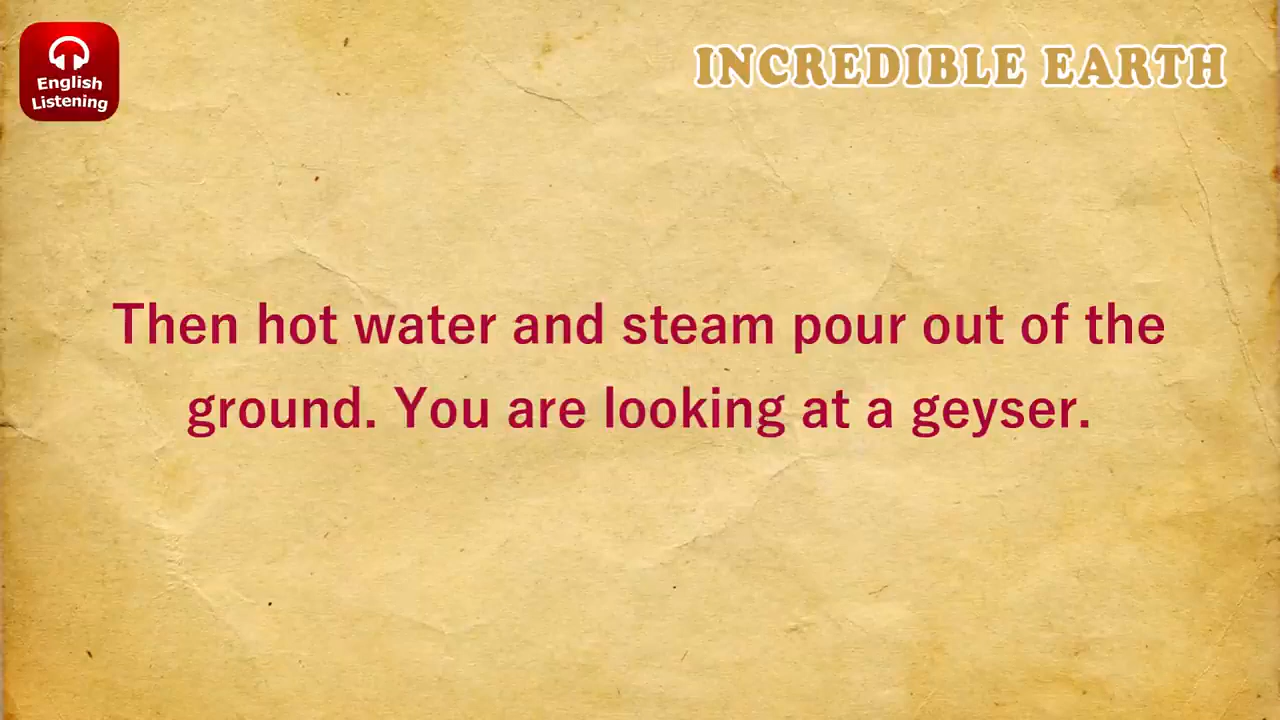 English
Listening
INCREDIBLE EARTH
Then hot water and steam pour out of the
ground. You are looking at a geyser.